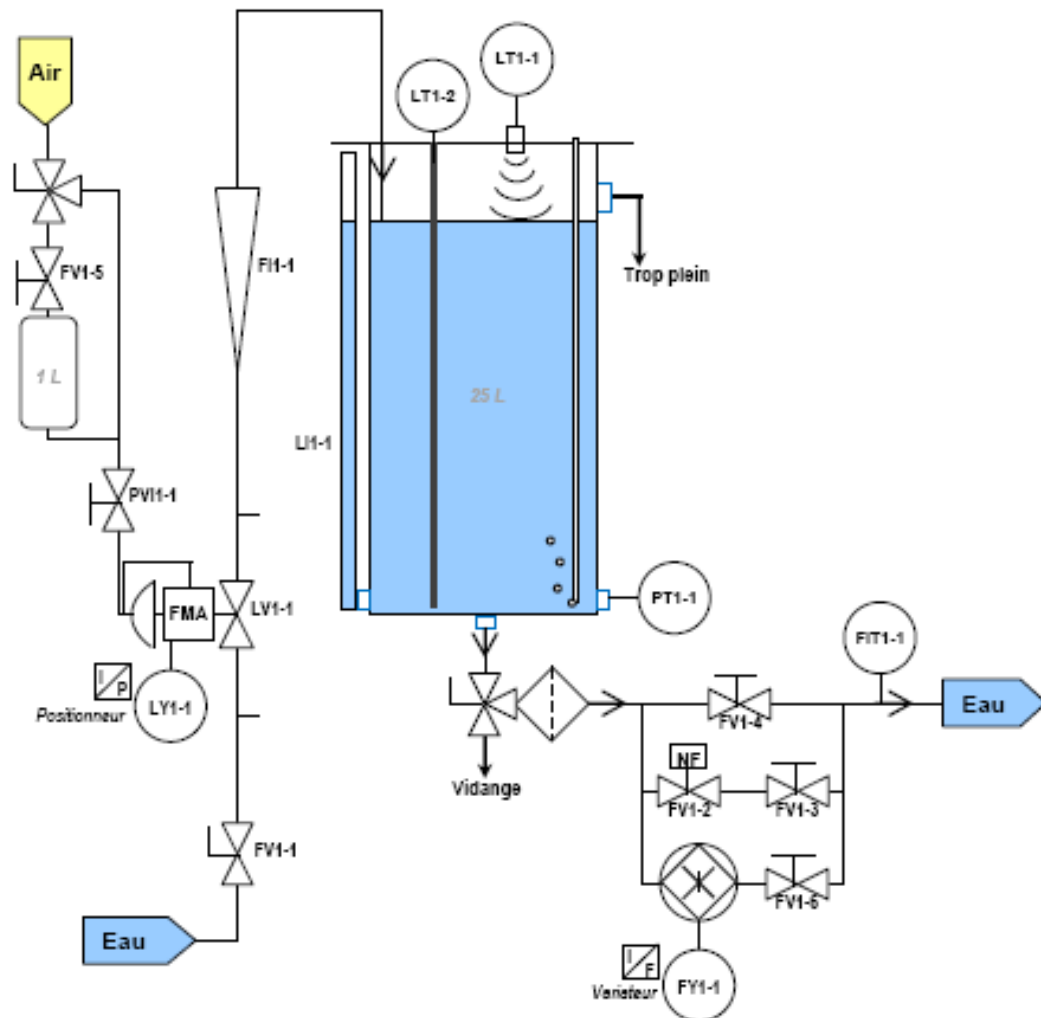 Air
LT1-2
LT1-1
FV1-5
FI1-1
Trop plein
1 L
25 L
LI1-1
PVI1-1
FMA
LV1-1
PT1-1
FIT1-1
I/P
Positionneur
LY1-1
Eau
FV1-4
Vidange
NF
FV1-2
FV1-3
FV1-1
FV1-6
Eau
I/F
Variateur
FY1-1